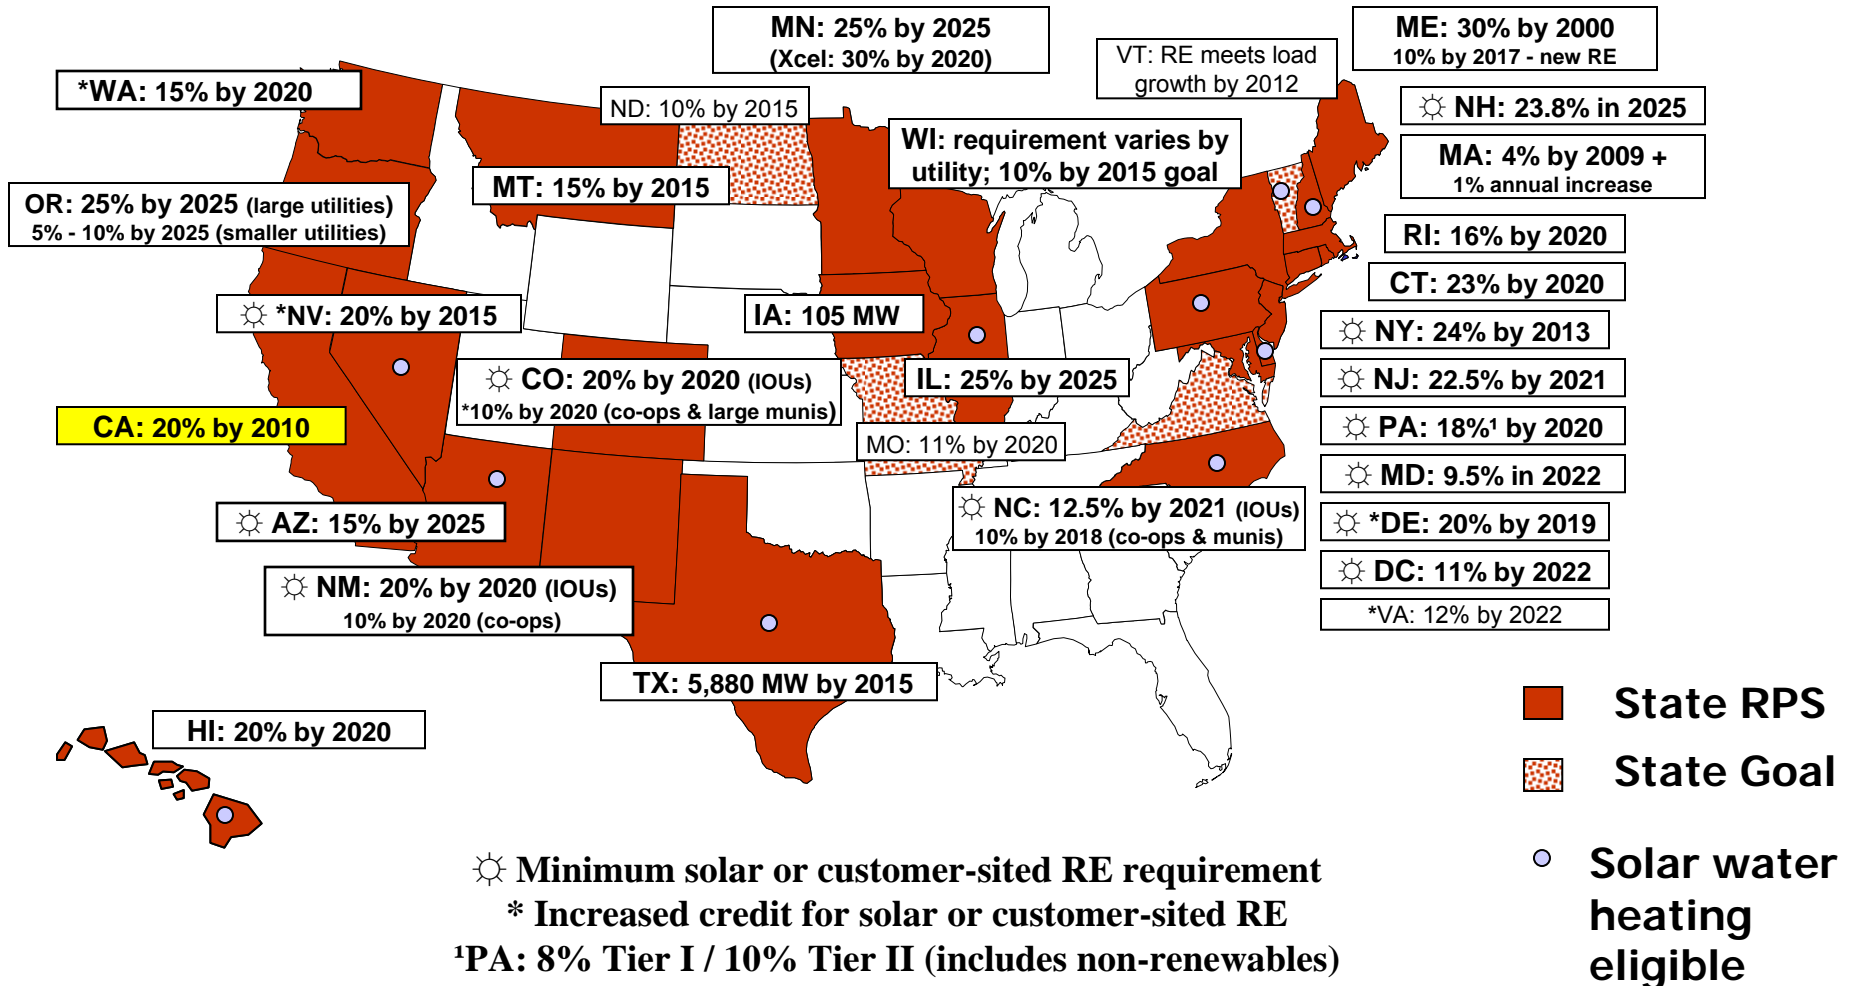 MN: 25% by 2025
(Xcel: 30% by 2020)
ME: 30% by 2000
10% by 2017 - new RE
VT: RE meets load
growth by 2012
*WA: 15% by 2020
ND: 10% by 2015
☼ NH: 23.8% in 2025
WI: requirement varies by
utility; 10% by 2015 goal
MA: 4% by 2009 +
1% annual increase
MT: 15% by 2015
OR: 25% by 2025 (large utilities)
5% - 10% by 2025 (smaller utilities)
RI: 16% by 2020
CT: 23% by 2020
☼ *NV: 20% by 2015
IA: 105 MW
☼ NY: 24% by 2013
☼ CO: 20% by 2020 (IOUs)
*10% by 2020 (co-ops & large munis)
IL: 25% by 2025
☼ NJ: 22.5% by 2021
CA: 20% by 2010
MO: 11% by 2020
☼ PA: 18%¹ by 2020
☼ MD: 9.5% in 2022
☼ AZ: 15% by 2025
☼ NC: 12.5% by 2021 (IOUs)
10% by 2018 (co-ops & munis)
☼ *DE: 20% by 2019
☼ DC: 11% by 2022
☼ NM: 20% by 2020 (IOUs)
10% by 2020 (co-ops)
*VA: 12% by 2022
TX: 5,880 MW by 2015
HI: 20% by 2020
State RPS
State Goal
Solar water
heating
eligible
☼ Minimum solar or customer-sited RE requirement
* Increased credit for solar or customer-sited RE
¹PA: 8% Tier I / 10% Tier II (includes non-renewables)